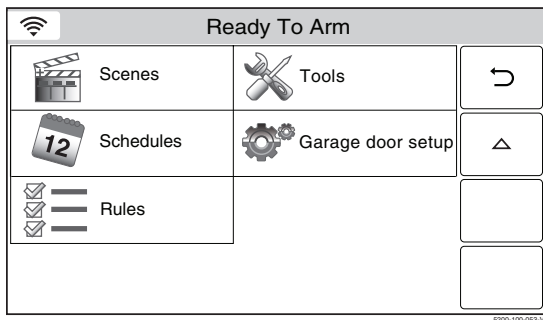 Ready To Arm
Scenes
Tools
12
Schedules
Garage door setup
Rules